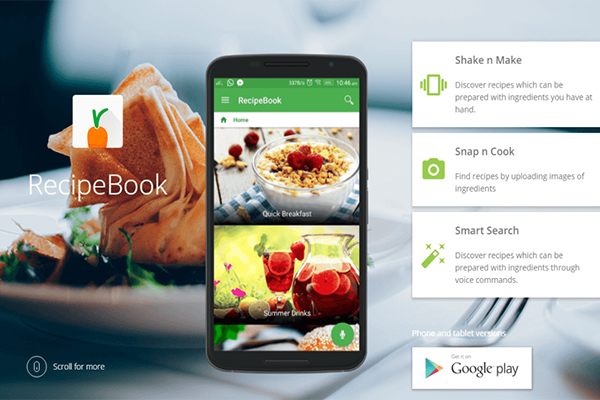 RecipeBook
Scroll for more
10:46
RecipeBook
Home
Quick Breakfast
Summer Drinks
Shake n Make
Discover recipes which can be
prepared with ingredients you have at
hand.
Snap n Cook
Find recipes by uploading images of
ingredients
Smart Search
Discover recipes which can be
prepared with ingredients through
voice commands.
Phone and tablet versions
Get it on
Google play